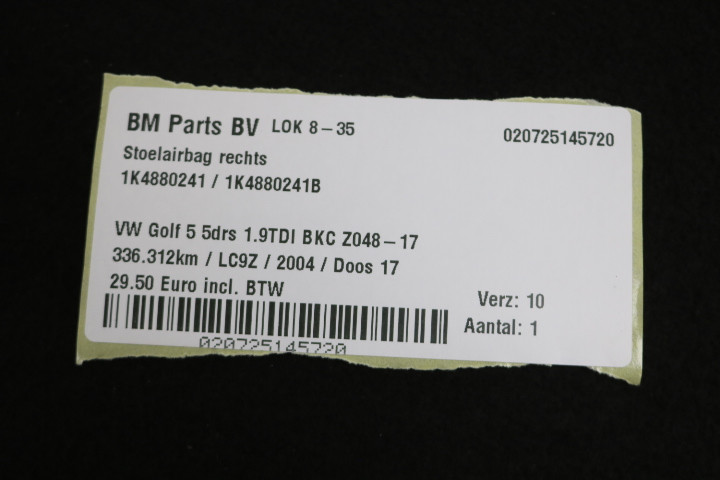 BM Parts BV LOK 8-35 020725145720
Stoelairbag rechts
1K4880241 / 1K4880241B
VW Golf 5 5drs 1.9TDI BKC Z048-17
336.312km / LC9Z / 2004 / Doos 17
29.50 Euro incl. BTW
Verz: 10
Aantal: 1
020725145720